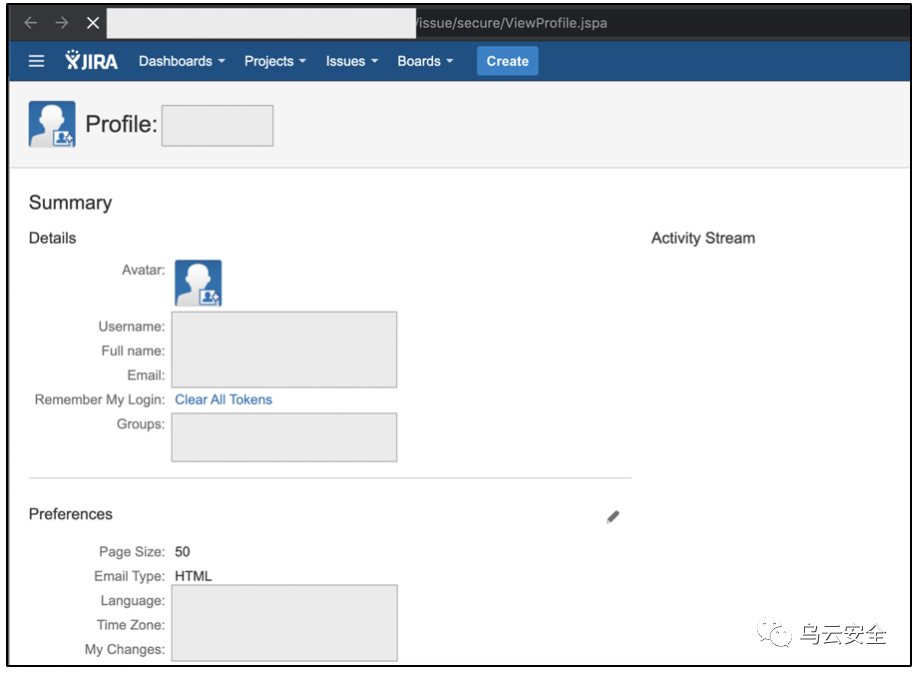 /issue/secure/ViewProfile.jspa
JIRA Dashboards Projects Issues Boards Create
Profile:
Summary
Details
Activity Stream
Avatar:
Username:
Full name:
Email:
Remember My Login: Clear All Tokens
Groups:
Preferences
Page Size: 50
Email Type: HTML
Language:
Time Zone:
My Changes:
乌云安全